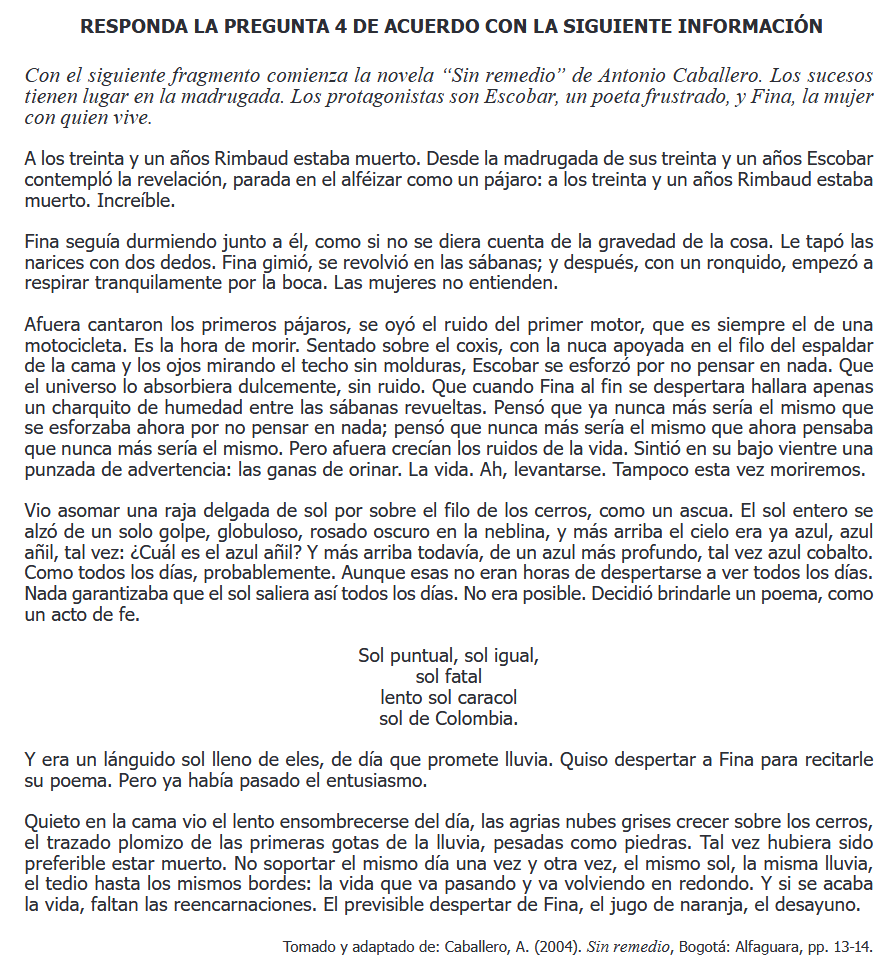 RESPONDA LA PREGUNTA 4 DE ACUERDO CON LA SIGUIENTE INFORMACIÓN
Con el siguiente fragmento comienza la novela “Sin remedio” de Antonio Caballero. Los sucesos
tienen lugar en la madrugada. Los protagonistas son Escobar, un poeta frustrado, y Fina, la mujer
con quien vive.
A los treinta y un años Rimbaud estaba muerto. Desde la madrugada de sus treinta y un años Escobar
contempló la revelación, parada en el alféizar como un pájaro: a los treinta y un años Rimbaud estaba
muerto. Increíble.
Fina seguía durmiendo junto a él, como si no se diera cuenta de la gravedad de la cosa. Le tapó las
narices con dos dedos. Fina gimió, se revolvió en las sábanas; y después, con un ronquido, empezó a
respirar tranquilamente por la boca. Las mujeres no entienden.
Afuera cantaron los primeros pájaros, se oyó el ruido del primer motor, que es siempre el de una
motocicleta. Es la hora de morir. Sentado sobre el coxis, con la nuca apoyada en el filo del espaldar
de la cama y los ojos mirando el techo sin molduras, Escobar se esforzó por no pensar en nada. Que
el universo lo absorbiera dulcemente, sin ruido. Que cuando Fina al fin se despertara hallara apenas
un charquito de humedad entre las sábanas revueltas. Pensó que ya nunca más sería el mismo que
se esforzaba ahora por no pensar en nada; pensó que nunca más sería el mismo que ahora pensaba
que nunca más sería el mismo. Pero afuera crecían los ruidos de la vida. Sintió en su bajo vientre una
punzada de advertencia: las ganas de orinar. La vida. Ah, levantarse. Tampoco esta vez moriremos.
Vio asomar una raja delgada de sol por sobre el filo de los cerros, como un ascua. El sol entero se
alzó de un solo golpe, globuloso, rosado oscuro en la neblina, y más arriba el cielo era ya azul, azul
añil, tal vez: ¿Cuál es el azul añil? Y más arriba todavía, de un azul más profundo, tal vez azul cobalto.
Como todos los días, probablemente. Aunque esas no eran horas de despertarse a ver todos los días.
Nada garantizaba que el sol saliera así todos los días. No era posible. Decidió brindarle un poema, como
un acto de fe.
Sol puntual, sol igual,
sol fatal
lento sol caracol
sol de Colombia.
Y era un lánguido sol lleno de eles, de día que promete lluvia. Quiso despertar a Fina para recitarle
su poema. Pero ya había pasado el entusiasmo.
Quieto en la cama vio el lento ensombrecerse del día, las agrias nubes grises crecer sobre los cerros,
el trazado plomizo de las primeras gotas de la lluvia, pesadas como piedras. Tal vez hubiera sido
preferible estar muerto. No soportar el mismo día una vez y otra vez, el mismo sol, la misma lluvia,
el tedio hasta los mismos bordes: la vida que va pasando y va volviendo en redondo. Y si se acaba
la vida, faltan las reencarnaciones. El previsible despertar de Fina, el jugo de naranja, el desayuno.
Tomado y adaptado de: Caballero, A. (2004). Sin remedio, Bogotá: Alfaguara, pp. 13-14.